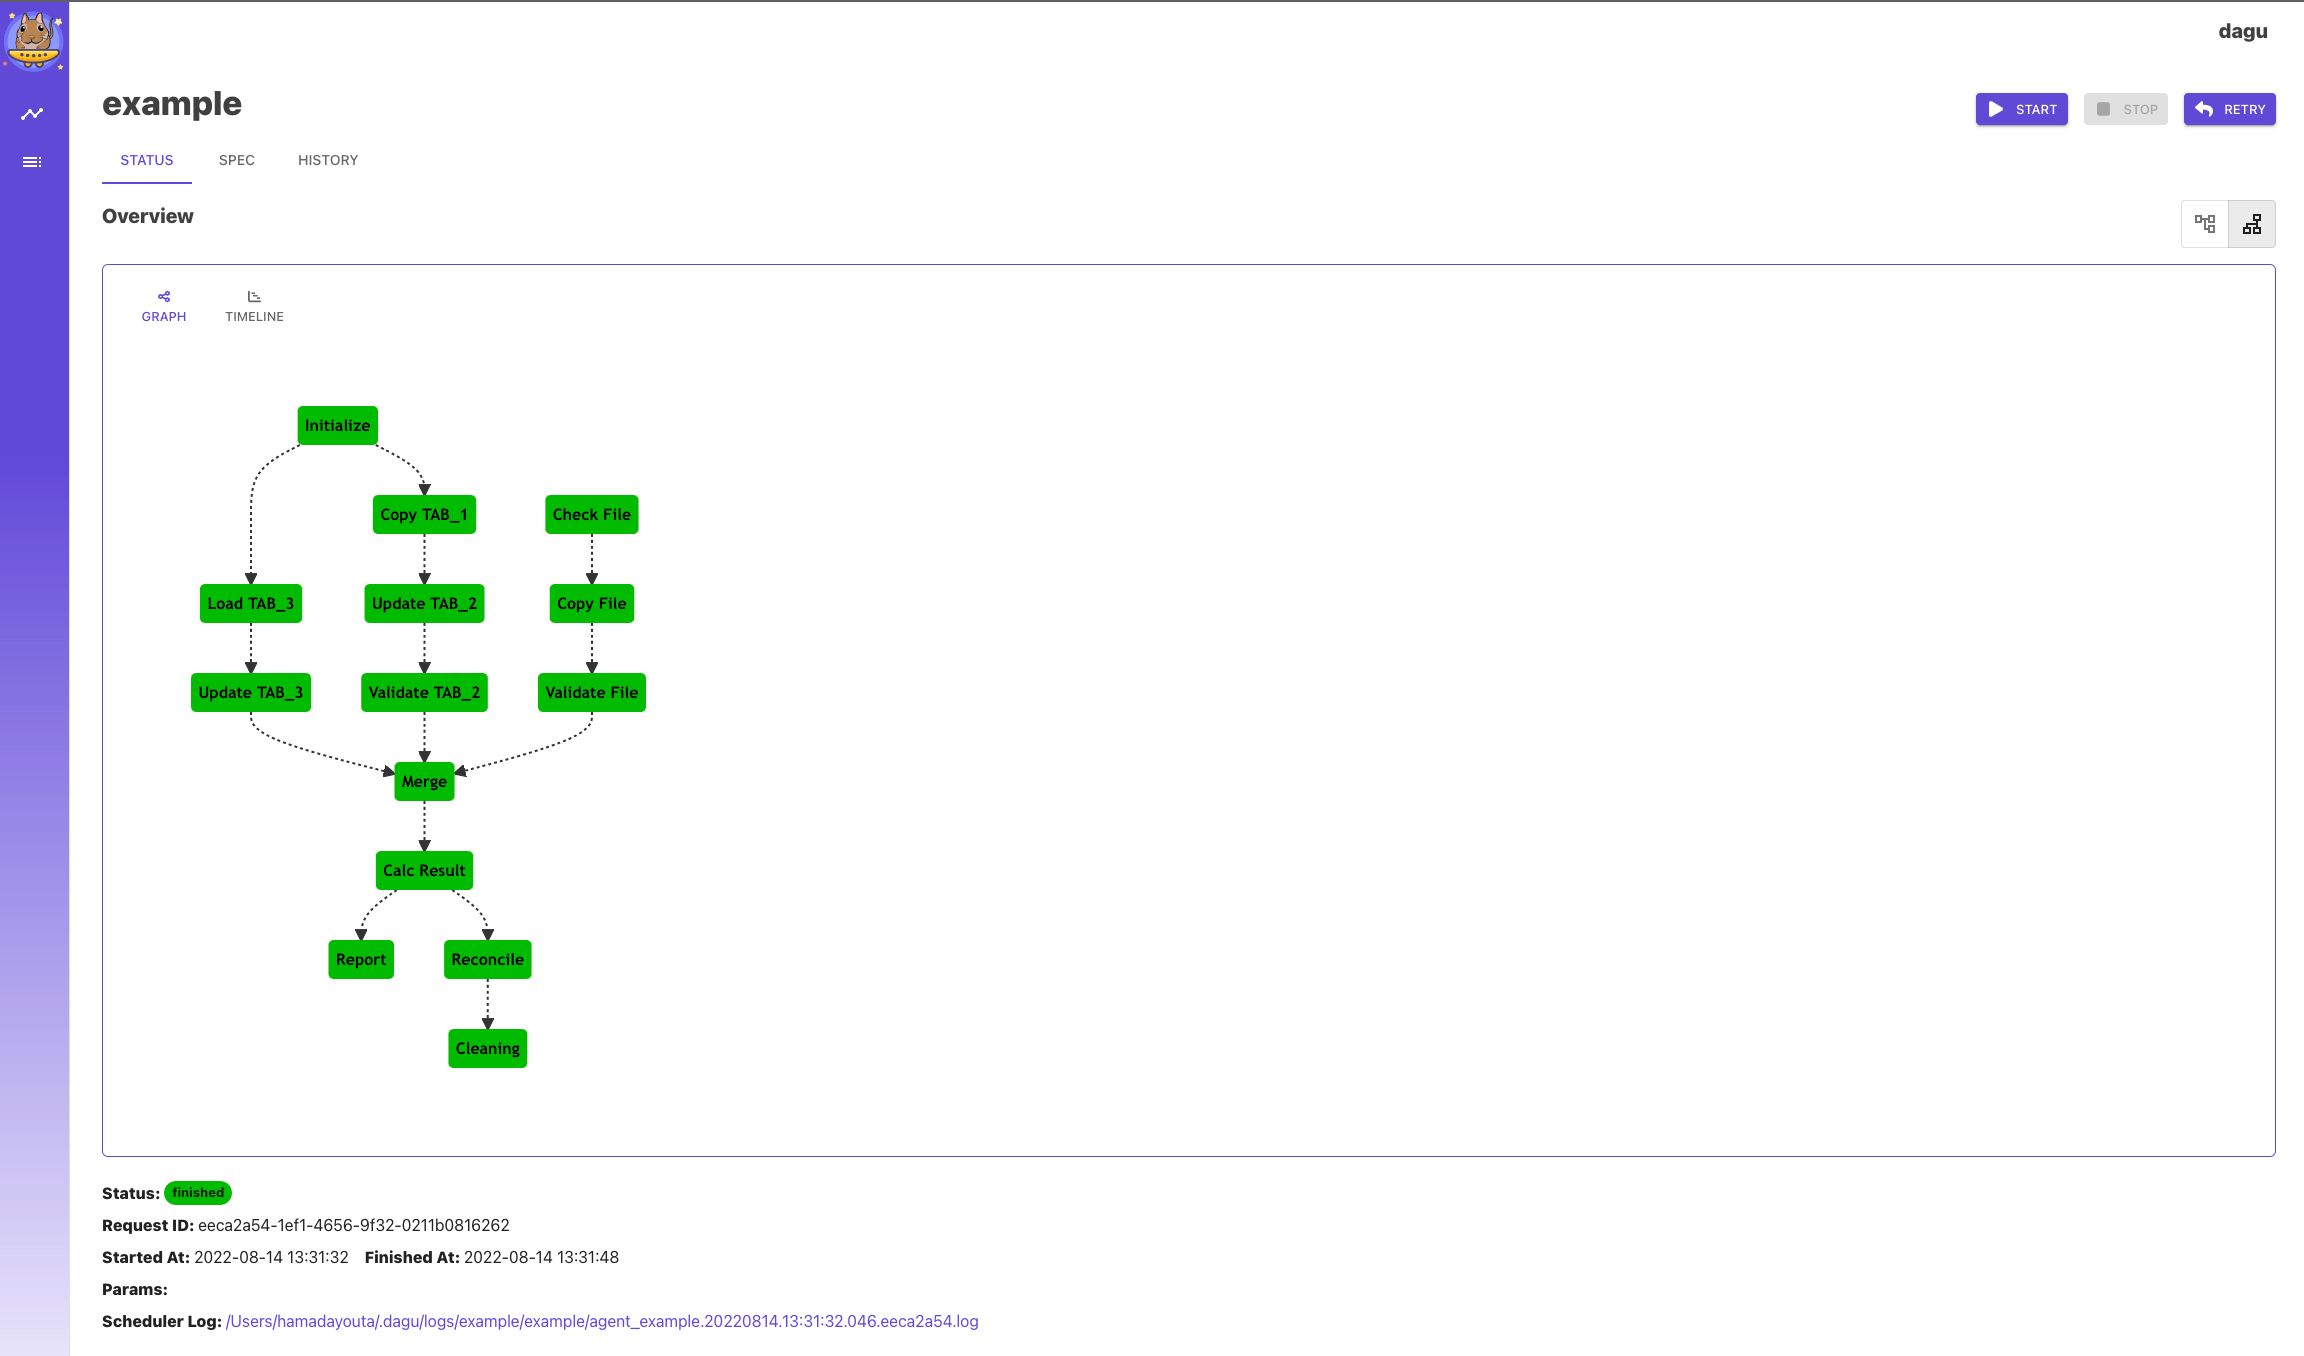 dagu
example
START STOP RETRY
STATUS SPEC HISTORY
Overview
GRAPH TIMELINE
Initialize
Copy TAB_1 Check File
Load TAB_3 Update TAB_2 Copy File
Update TAB_3 Validate TAB_2 Validate File
Merge
Calc Result
Report Reconcile
Cleaning
Status: finished
Request ID: eeca2a54-1ef1-4656-9f32-0211b0816262
Started At: 2022-08-14 13:31:32 Finished At: 2022-08-14 13:31:48
Params:
Scheduler Log: /Users/hamadayouta/.dagu/logs/example/example/agent_example.20220814.13:31:32.046.eeca2a54.log